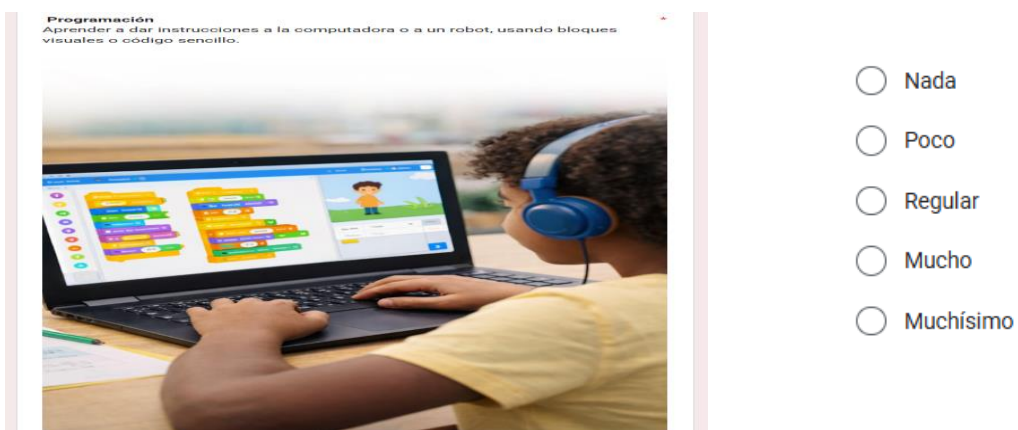 Programación *
Aprender a dar instrucciones a la computadora o a un robot, usando bloques
visuales o código sencillo.
Nada
Poco
Regular
Mucho
Muchísimo